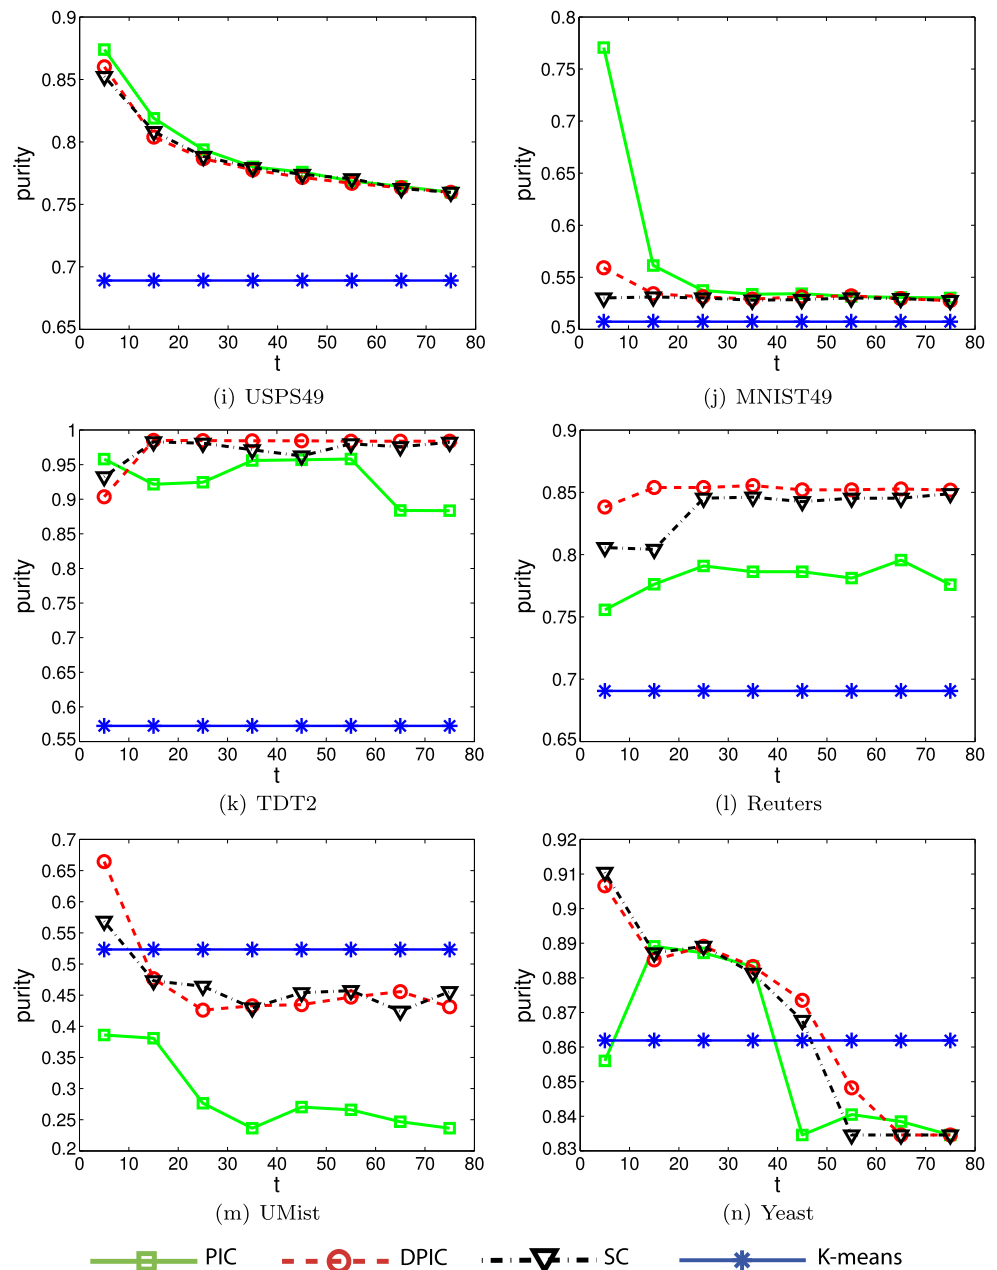 0.9
0.85
0.8
0.75
0.7
0.65
purity
0 10 20 30 40 50 60 70 80
t
(i) USPS49
0.8
0.75
0.7
0.65
0.6
0.55
0.5
purity
0 10 20 30 40 50 60 70 80
t
(j) MNIST49
1
0.95
0.9
0.85
0.8
0.75
0.7
0.65
0.6
0.55
purity
0 10 20 30 40 50 60 70 80
t
(k) TDT2
0.9
0.85
0.8
0.75
0.7
0.65
purity
0 10 20 30 40 50 60 70 80
t
(l) Reuters
0.7
0.65
0.6
0.55
0.5
0.45
0.4
0.35
0.3
0.25
0.2
purity
0 10 20 30 40 50 60 70 80
t
(m) UMist
0.92
0.91
0.9
0.89
0.88
0.87
0.86
0.85
0.84
0.83
purity
0 10 20 30 40 50 60 70 80
t
(n) Yeast
PIC DPIC SC K-means